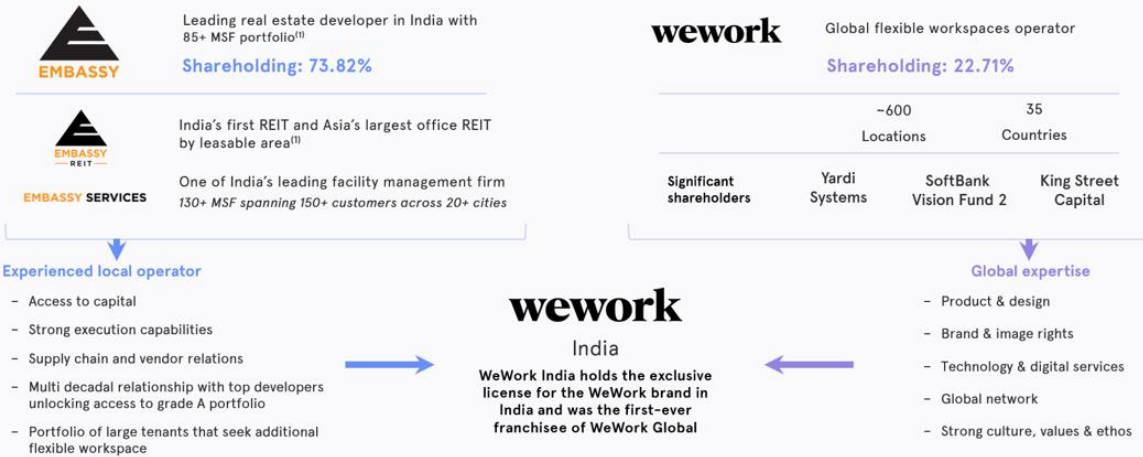 Leading real estate developer in India with
85+ MSF portfolio(1)
EMBASSY
Shareholding: 73.82%
India's first REIT and Asia's largest office REIT
by leasable area(1)
EMBASSY
REIT
EMBASSY SERVICES
One of India's leading facility management firm
130+ MSF spanning 150+ customers across 20+ cities
wework
Global flexible workspaces operator
Shareholding: 22.71%
~600
Locations
35
Countries
Significant
shareholders
Yardi
Systems
SoftBank
Vision Fund 2
King Street
Capital
Experienced local operator
– Access to capital
– Strong execution capabilities
– Supply chain and vendor relations
– Multi decadal relationship with top developers
unlocking access to grade A portfolio
– Portfolio of large tenants that seek additional
flexible workspace
wework
India
WeWork India holds the exclusive
license for the WeWork brand in
India and was the first-ever
franchisee of WeWork Global
Global expertise
– Product & design
– Brand & image rights
– Technology & digital services
– Global network
– Strong culture, values & ethos